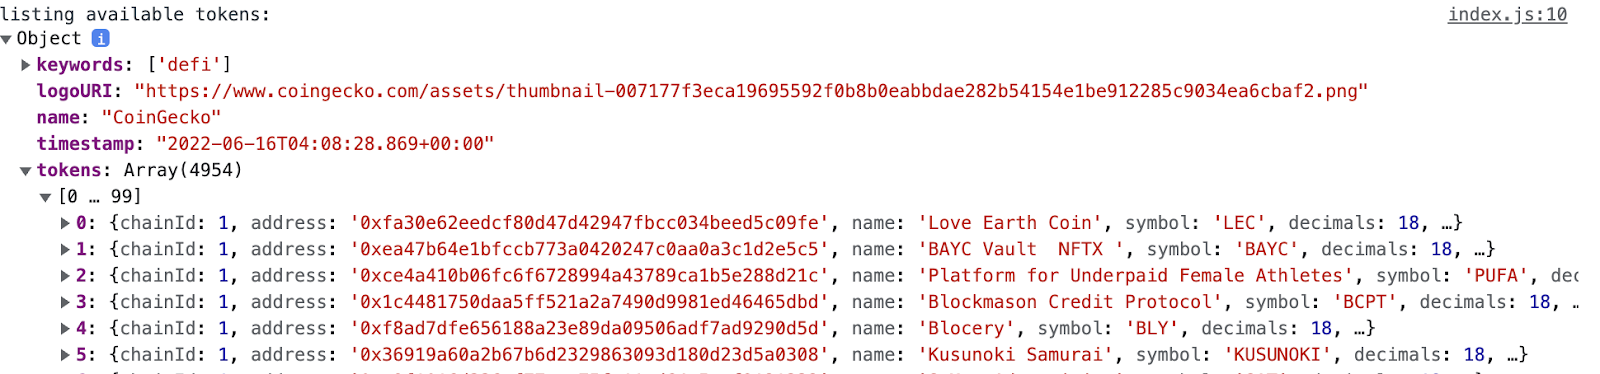 listing available tokens: index.js:10
Object i
keywords: ['defi']
logoURI: "https://www.coingecko.com/assets/thumbnail-007177f3eca19695592f0b8b0eabbdae282b54154e1be912285c9034ea6cbaf2.png"
name: "CoinGecko"
timestamp: "2022-06-16T04:08:28.869+00:00"
tokens: Array(4954)
[0 … 99]
0: {chainId: 1, address: '0xfa30e62eedcf80d47d42947fbcc034beed5c09fe', name: 'Love Earth Coin', symbol: 'LEC', decimals: 18, …}
1: {chainId: 1, address: '0xea47b64e1bfccb773a0420247c0aa0a3c1d2e5c5', name: 'BAYC Vault  NFTX ', symbol: 'BAYC', decimals: 18, …}
2: {chainId: 1, address: '0xce4a410b06fc6f6728994a43789ca1b5e288d21c', name: 'Platform for Underpaid Female Athletes', symbol: 'PUFA', dec
3: {chainId: 1, address: '0x1c4481750daa5ff521a2a7490d9981ed46465dbd', name: 'Blockmason Credit Protocol', symbol: 'BCPT', decimals: 18, …
4: {chainId: 1, address: '0xf8ad7dfe656188a23e89da09506adf7ad9290d5d', name: 'Blocery', symbol: 'BLY', decimals: 18, …}
5: {chainId: 1, address: '0x36919a60a2b67b6d2329863093d180d23d5a0308', name: 'Kusunoki Samurai', symbol: 'KUSUNOKI', decimals: 18, …}